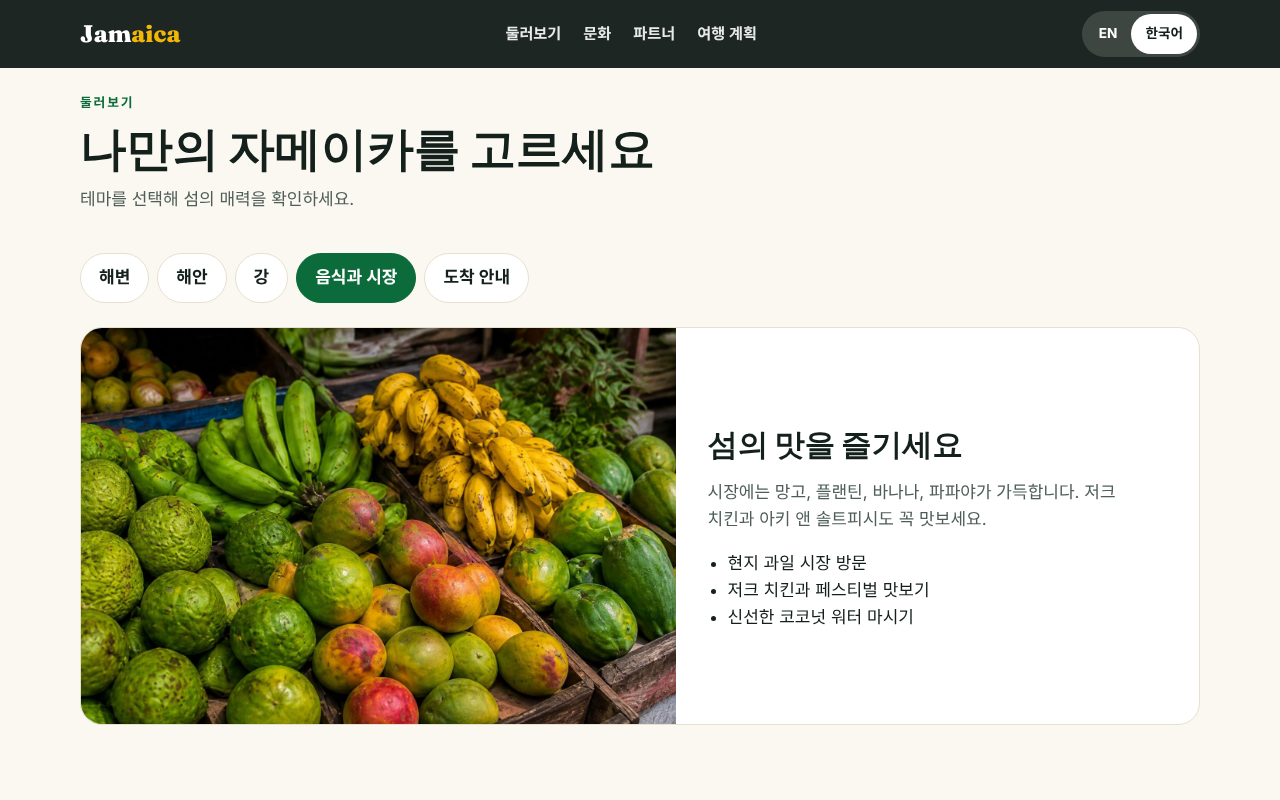 Jamaica
둘러보기
문화
파트너
여행 계획
EN
한국어
둘러보기
나만의 자메이카를 고르세요
테마를 선택해 섬의 매력을 확인하세요.
해변
해안
강
음식과 시장
도착 안내
섬의 맛을 즐기세요
시장에는 망고, 플랜틴, 바나나, 파파야가 가득합니다. 저크
치킨과 아키 앤 솔트피시도 꼭 맛보세요.
현지 과일 시장 방문
저크 치킨과 페스티벌 맛보기
신선한 코코넛 워터 마시기